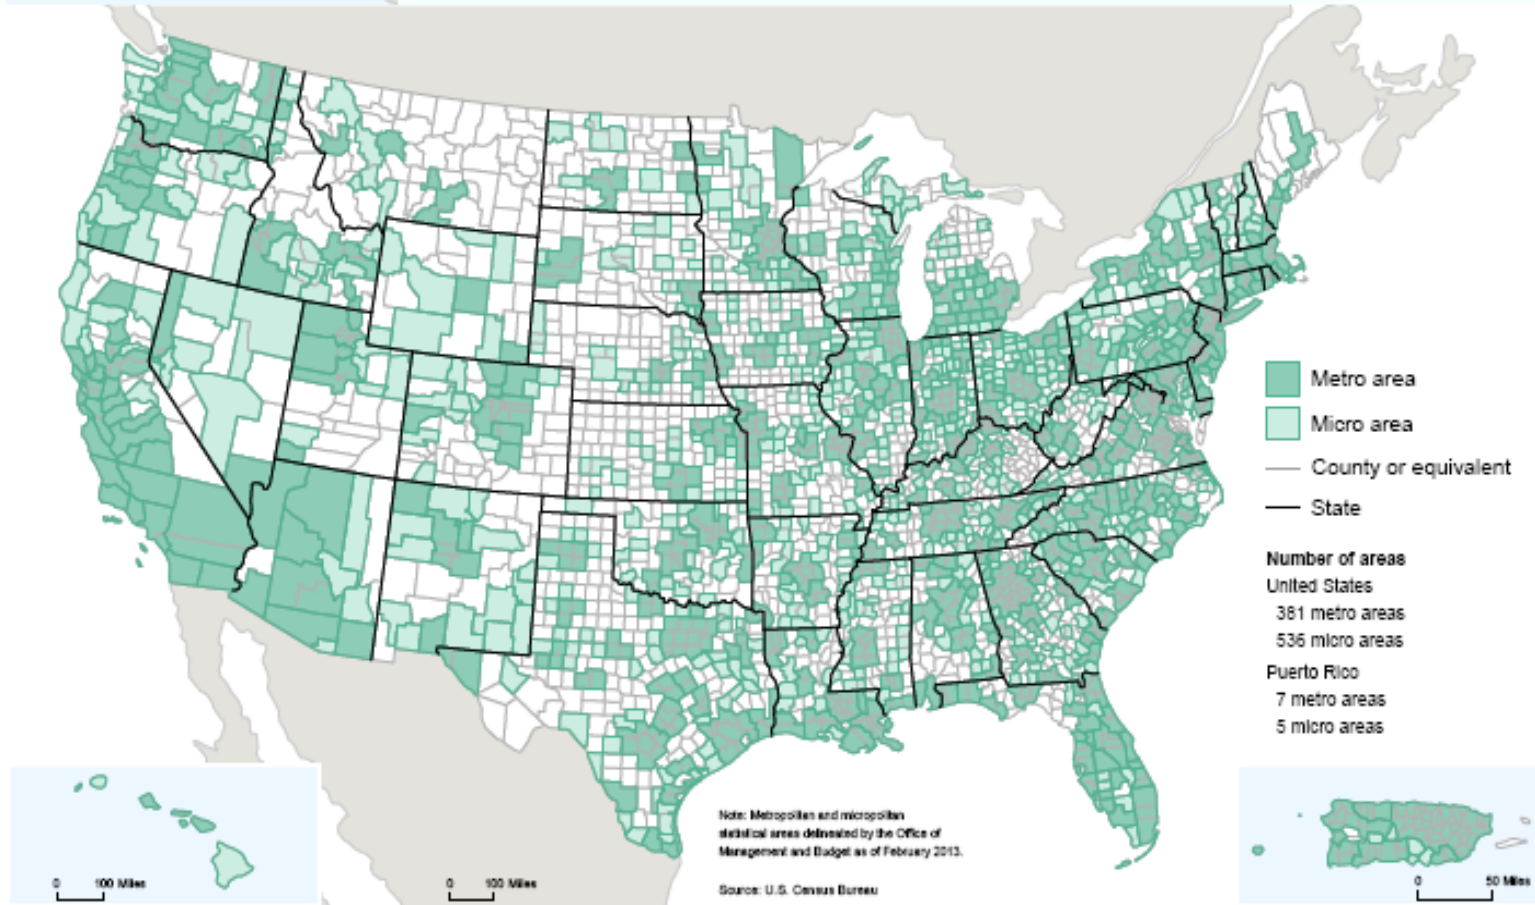 Metro area
Micro area
County or equivalent
State
Number of areas
United States
381 metro areas
536 micro areas
Puerto Rico
7 metro areas
5 micro areas
Note: Metropolitan and micropolitan
statistical areas delineated by the Office of
Management and Budget as of February 2013.
Source: U.S. Census Bureau
0 100 Miles
0 100 Miles
0 50 Miles